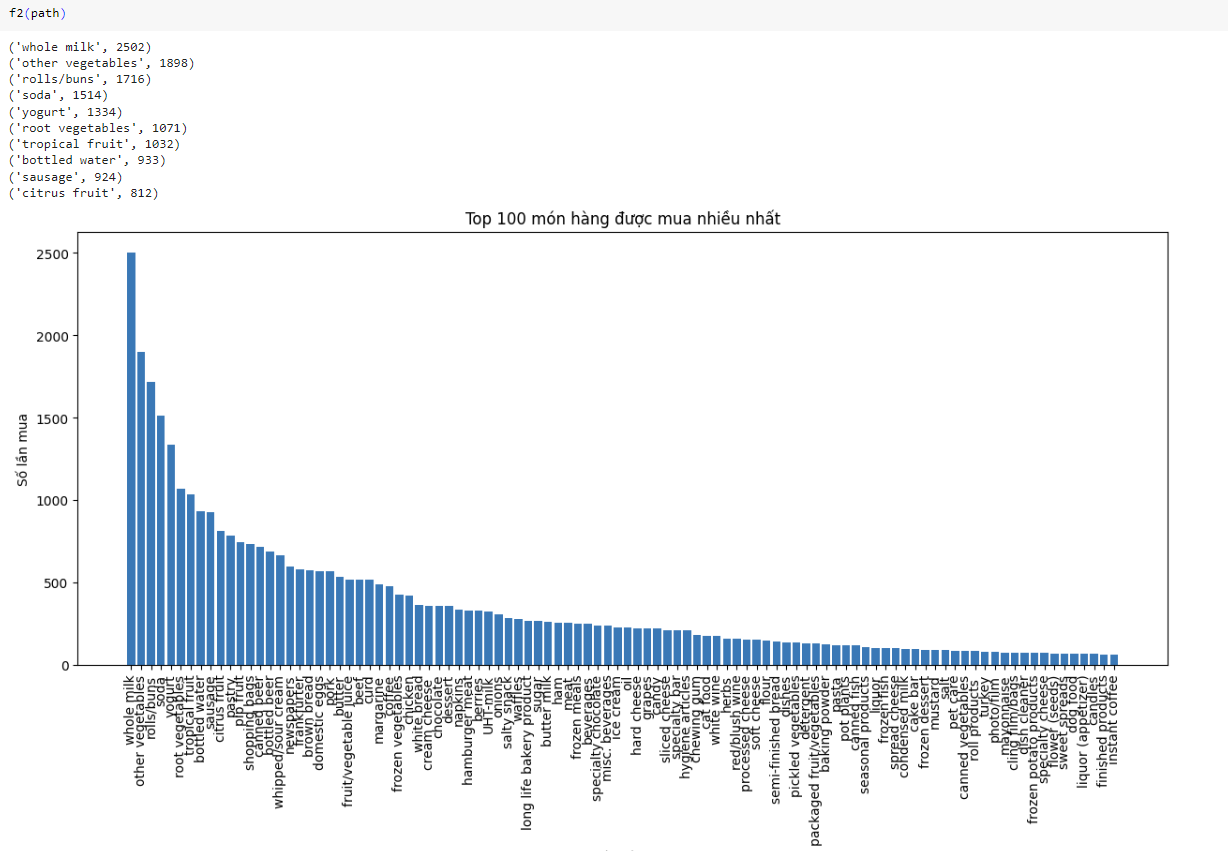 f2(path)
('whole milk', 2502)
('other vegetables', 1898)
('rolls/buns', 1716)
('soda', 1514)
('yogurt', 1334)
('root vegetables', 1071)
('tropical fruit', 1032)
('bottled water', 933)
('sausage', 924)
('citrus fruit', 812)
Top 100 món hàng được mua nhiều nhất
Số lần mua
2500
2000
1500
1000
500
0
whole milk
other vegetables
rolls/buns
soda
yogurt
root vegetables
tropical fruit
bottled water
sausage
citrus fruit
pastry
pip fruit
shopping bags
canned beer
bottled beer
whipped/sour cream
newspapers
frankfurter
brown bread
domestic eggs
pork
butter
fruit/vegetable juice
beef
curd
margarine
coffee
frozen vegetables
chicken
white bread
cream cheese
chocolate
dessert
napkins
hamburger meat
berries
UHT-milk
onions
salty snack
waffles
long life bakery product
sugar
butter milk
ham
meat
frozen meals
beverages
specialty chocolate
misc. beverages
ice cream
oil
hard cheese
grapes
candy
sliced cheese
specialty bar
hygiene articles
chewing gum
cat food
white wine
herbs
red/blush wine
processed cheese
soft cheese
flour
semi-finished bread
dishes
pickled vegetables
detergent
packaged fruit/vegetables
baking powder
pasta
pot plants
canned fish
seasonal products
liquor
frozen fish
spread cheese
condensed milk
cake bar
frozen dessert
mustard
salt
pet care
canned vegetables
roll products
turkey
photo/film
mayonnaise
cling film/bags
dish cleaner
frozen potato products
specialty cheese
flower (seeds)
sweet spreads
dog food
liquor (appetizer)
candles
finished products
instant coffee